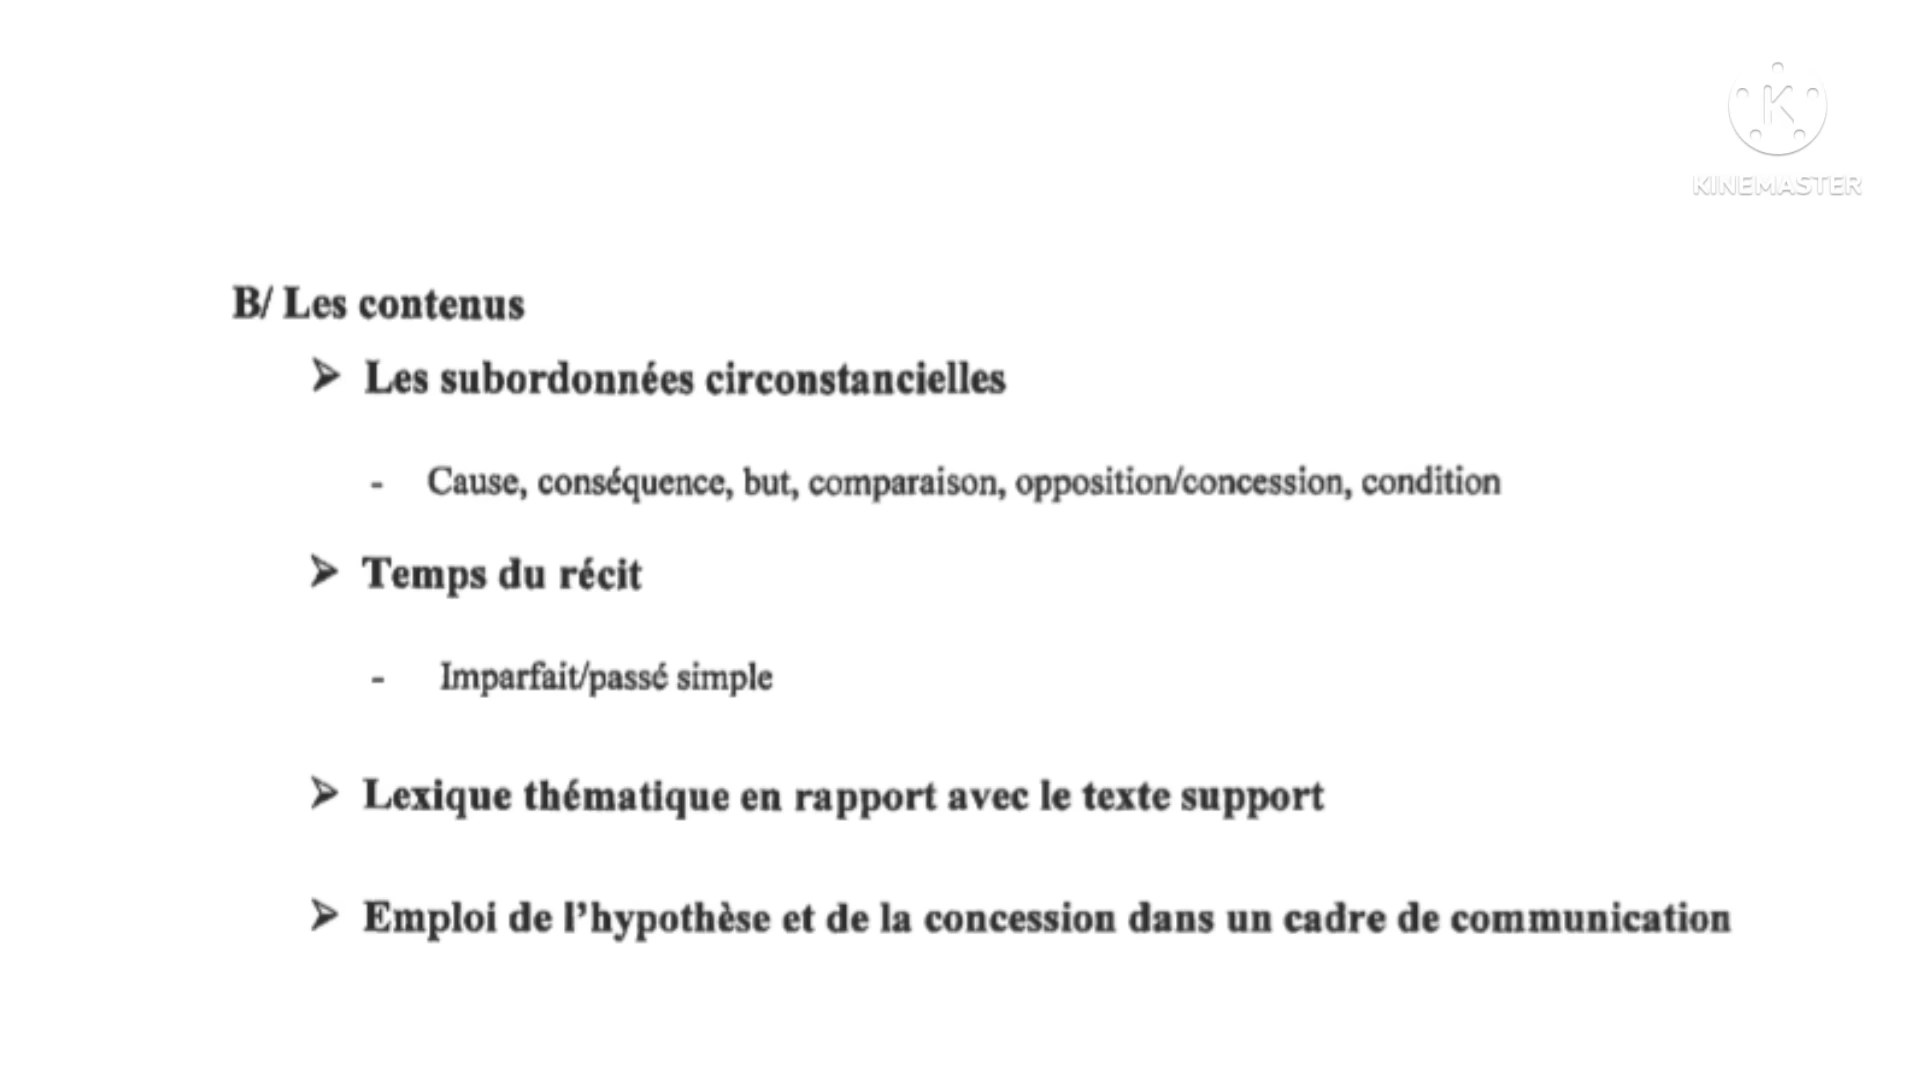 K
KINEMASTER
B/ Les contenus
➤ Les subordonnées circonstancielles
- Cause, conséquence, but, comparaison, opposition/concession, condition
➤ Temps du récit
- Imparfait/passé simple
➤ Lexique thématique en rapport avec le texte support
➤ Emploi de l’hypothèse et de la concession dans un cadre de communication